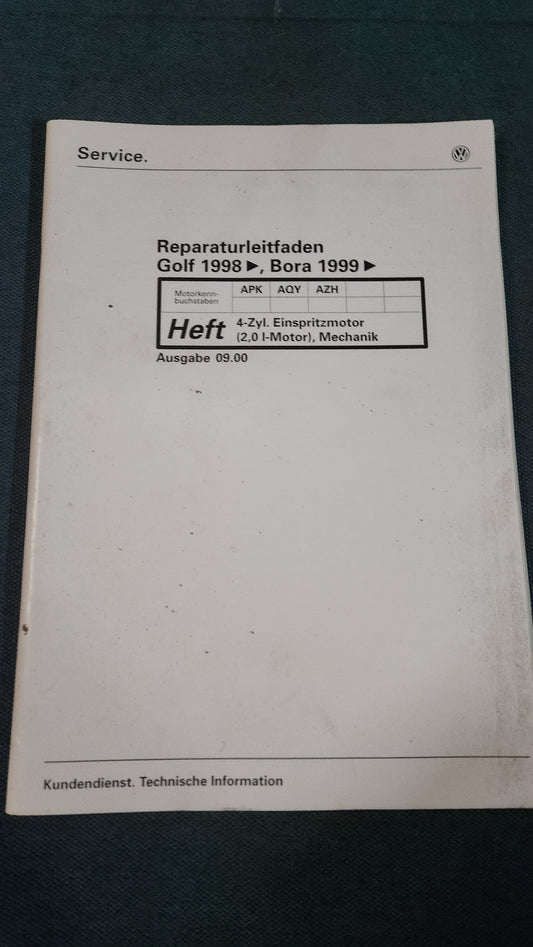 Service.
Reparaturleitfaden
Golf 1998 ►, Bora 1999 ►
Motorkenn-
buchstaben
APK AQY AZH
Heft
4-Zyl. Einspritzmotor
(2,0 l-Motor), Mechanik
Ausgabe 09.00
Kundendienst. Technische Information